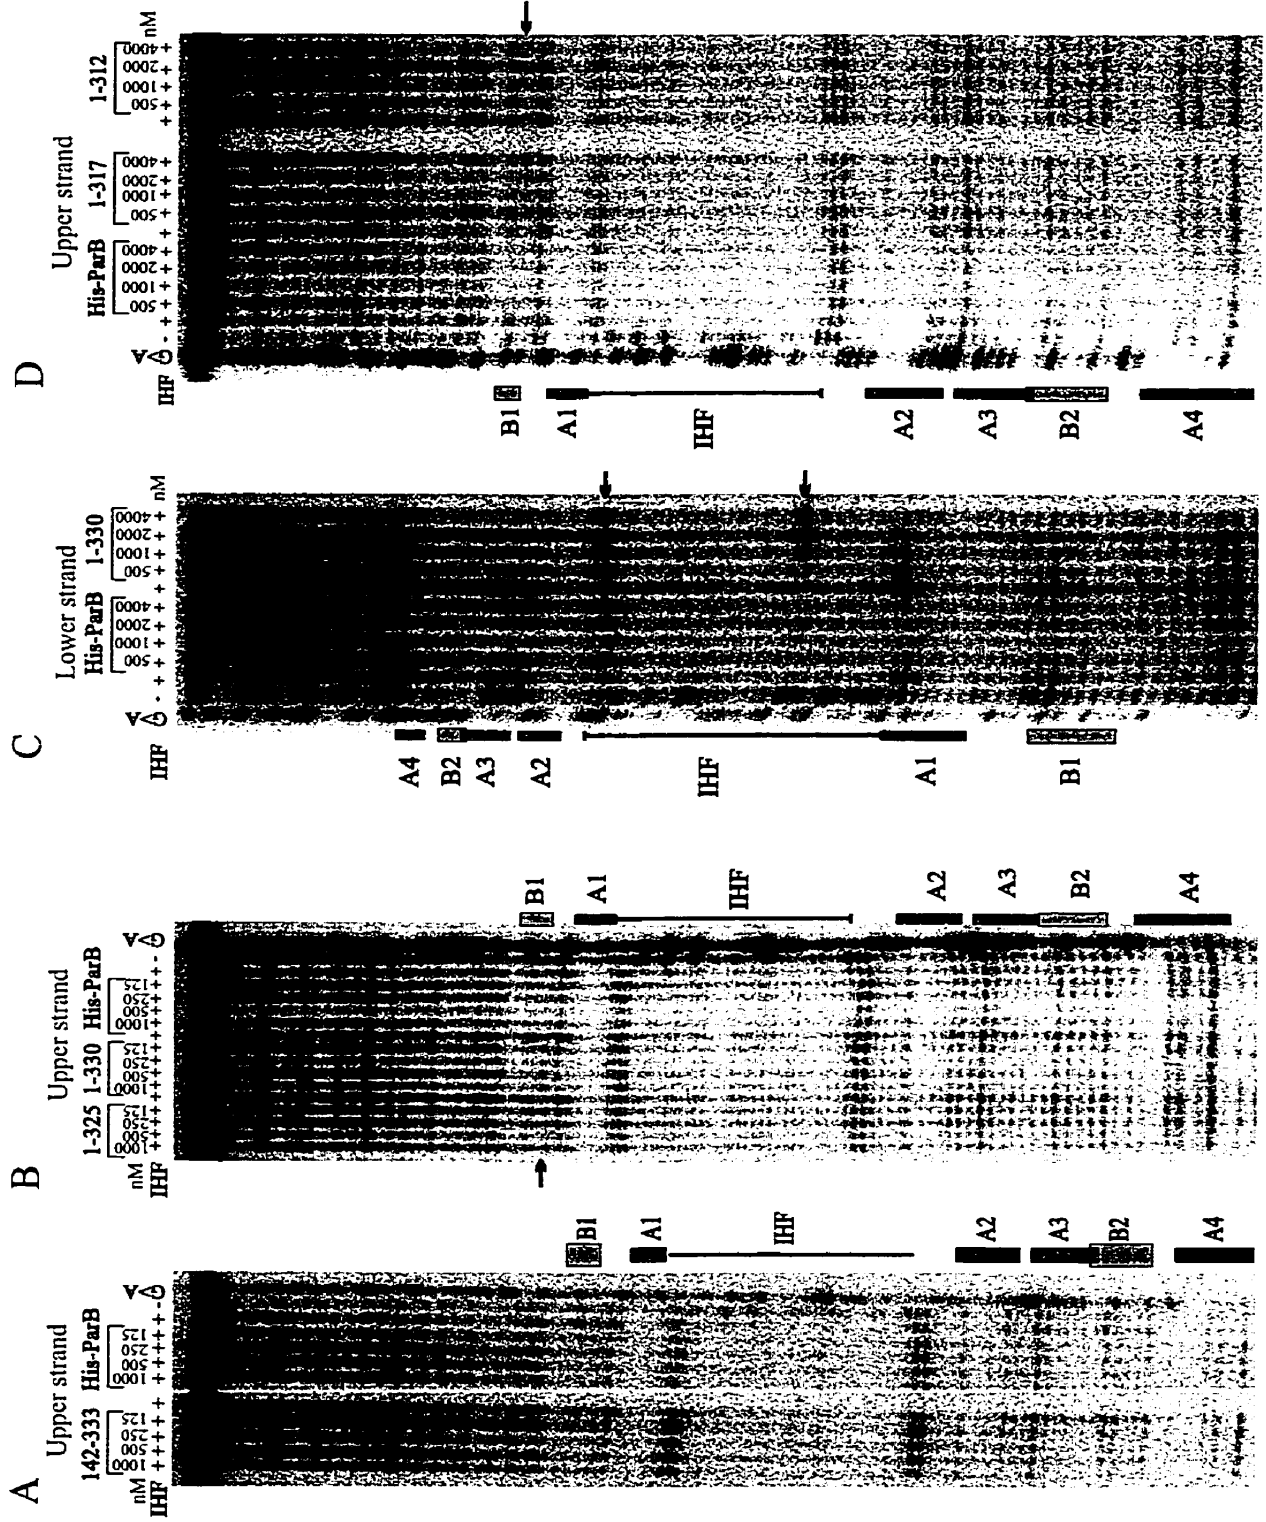 A
Upper strand
142-333
His-ParB
nM
1000
500
250
125
1000
500
250
125
IHF
+ + + + + + + + + + -
G
A
B1
A1
IHF
A2
A3
B2
A4
B
Upper strand
1-325
1-330
His-ParB
nM
1000
500
250
125
1000
500
250
125
1000
500
250
125
IHF
G
A
B1
A1
IHF
A2
A3
B2
A4
C
Lower strand
His-ParB
1-330
500
1000
2000
4000
500
1000
2000
4000
nM
IHF
G
A
- + + + + + + + + + +
A4
B2
A3
A2
IHF
A1
B1
D
Upper strand
His-ParB
1-317
1-312
500
1000
2000
4000
500
1000
2000
4000
500
1000
2000
4000
nM
IHF
G
A
B1
A1
IHF
A2
A3
B2
A4